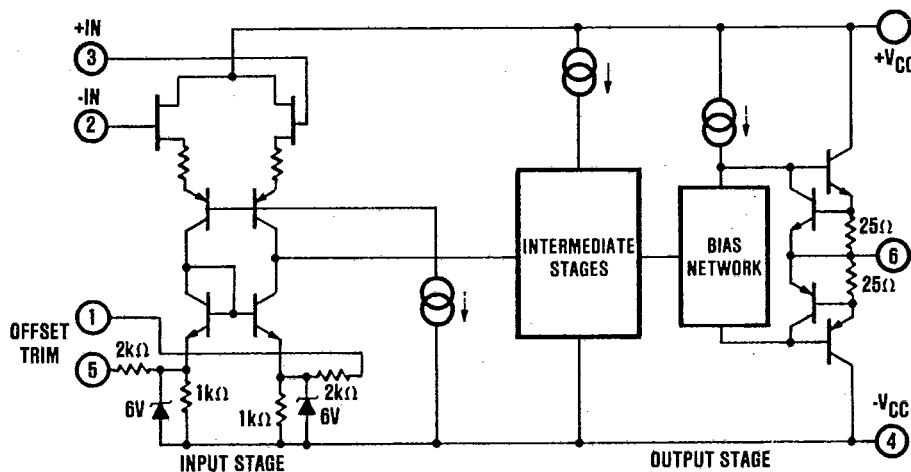 +IN
3
-IN
2
+VCC
INTERMEDIATE
STAGES
BIAS
NETWORK
25Ω
6
25Ω
1
OFFSET
TRIM
5
2kΩ
1kΩ
6V
2kΩ
1kΩ
6V
-VCC
4
INPUT STAGE
OUTPUT STAGE